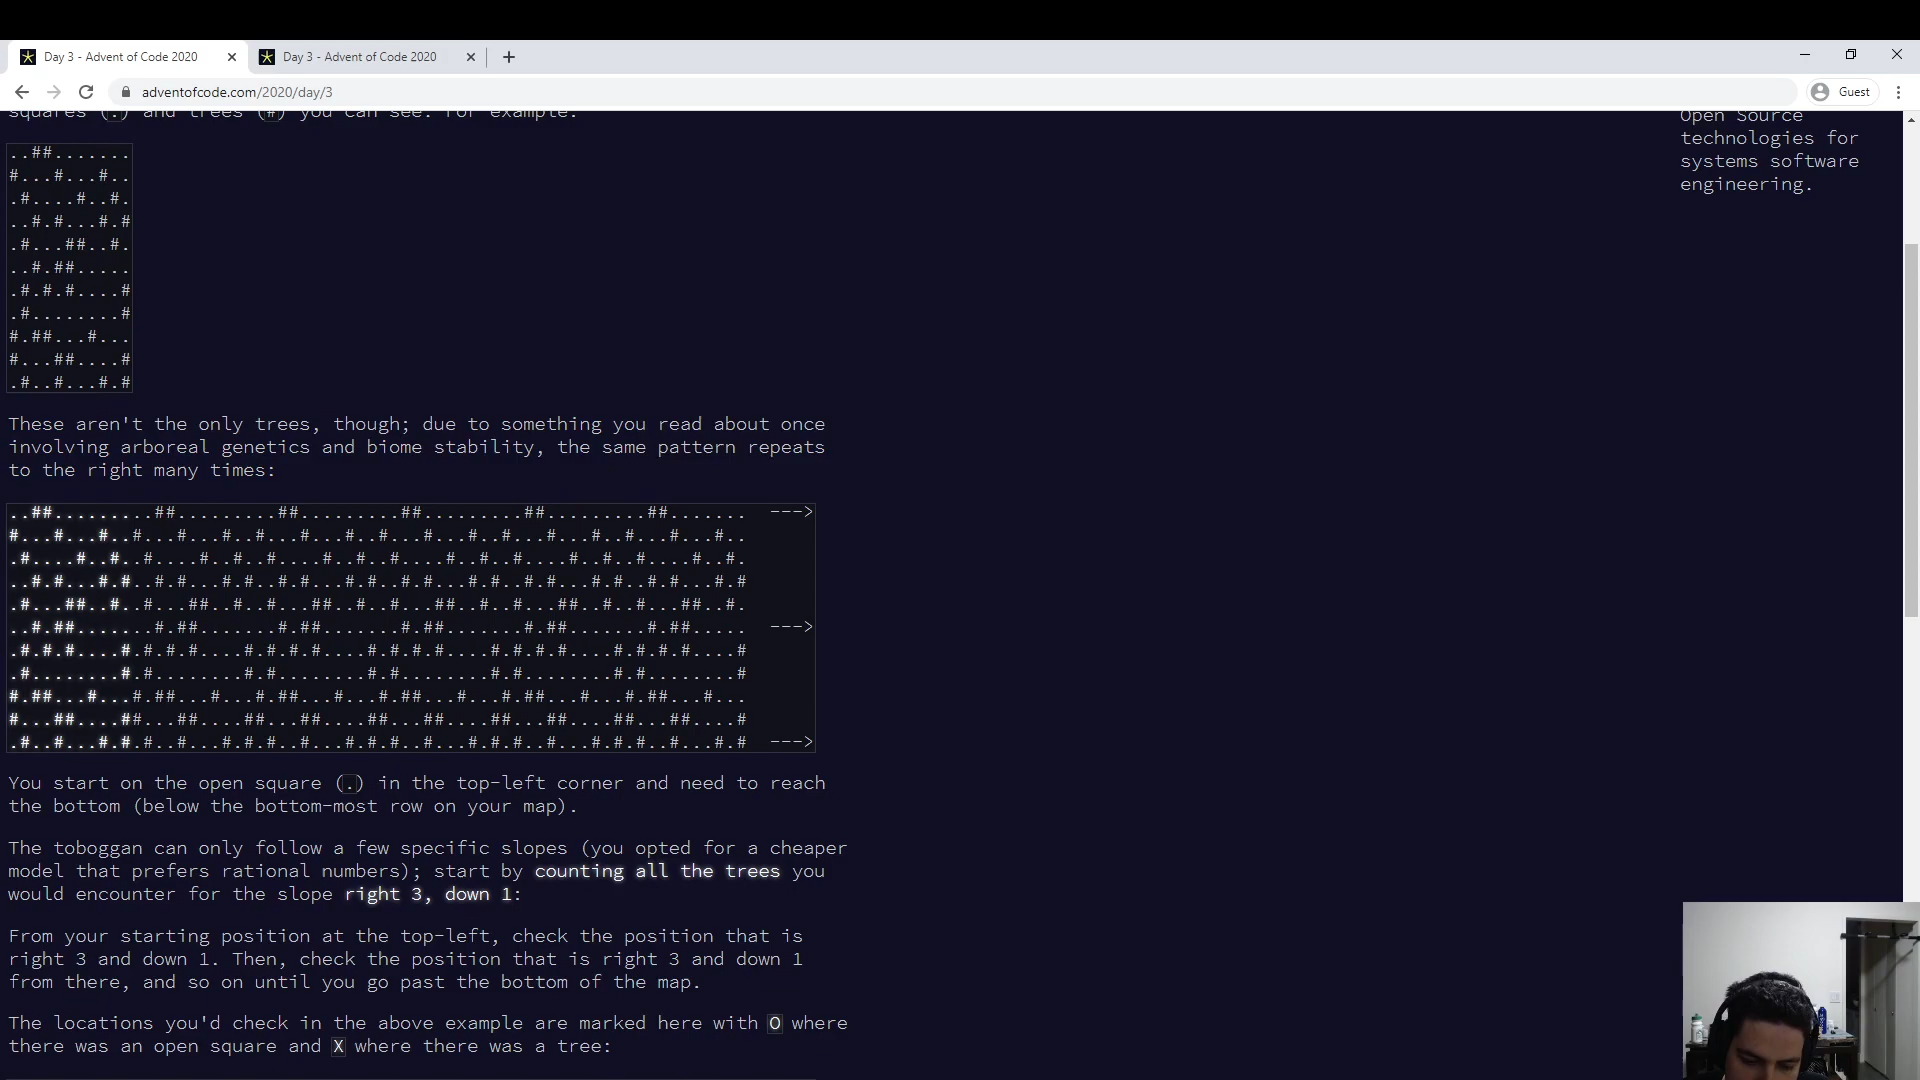 Day 3 - Advent of Code 2020
Day 3 - Advent of Code 2020
adventofcode.com/2020/day/3
Guest
squares (.) and trees (#) you can see. For example:
..##.......
#...#...#..
.#....#..#.
..#.#...#.#
.#...##..#.
..#.##.....
.#.#.#....#
.#........#
#.##...#...
#...##....#
.#..#...#.#
These aren't the only trees, though; due to something you read about once
involving arboreal genetics and biome stability, the same pattern repeats
to the right many times:
..##.........##.........##.........##.........##.........##.......  --->
#...#...#..#...#...#..#...#...#..#...#...#..#...#...#..#...#...#..
.#....#..#..#....#..#..#....#..#..#....#..#..#....#..#..#....#..#.
..#.#...#.#..#.#...#.#..#.#...#.#..#.#...#.#..#.#...#.#..#.#...#.#
.#...##..#..#...##..#..#...##..#..#...##..#..#...##..#..#...##..#.
..#.##.......#.##.......#.##.......#.##.......#.##.......#.##.....  --->
.#.#.#....#.#.#.#....#.#.#.#....#.#.#.#....#.#.#.#....#.#.#.#....#
.#........#.#........#.#........#.#........#.#........#.#........#
#.##...#...#.##...#...#.##...#...#.##...#...#.##...#...#.##...#...
#...##....##...##....##...##....##...##....##...##....##...##....#
.#..#...#.#.#..#...#.#.#..#...#.#.#..#...#.#.#..#...#.#.#..#...#.#  --->
You start on the open square (.) in the top-left corner and need to reach
the bottom (below the bottom-most row on your map).
The toboggan can only follow a few specific slopes (you opted for a cheaper
model that prefers rational numbers); start by counting all the trees you
would encounter for the slope right 3, down 1:
From your starting position at the top-left, check the position that is
right 3 and down 1. Then, check the position that is right 3 and down 1
from there, and so on until you go past the bottom of the map.
The locations you'd check in the above example are marked here with O where
there was an open square and X where there was a tree:
Open Source
technologies for
systems software
engineering.